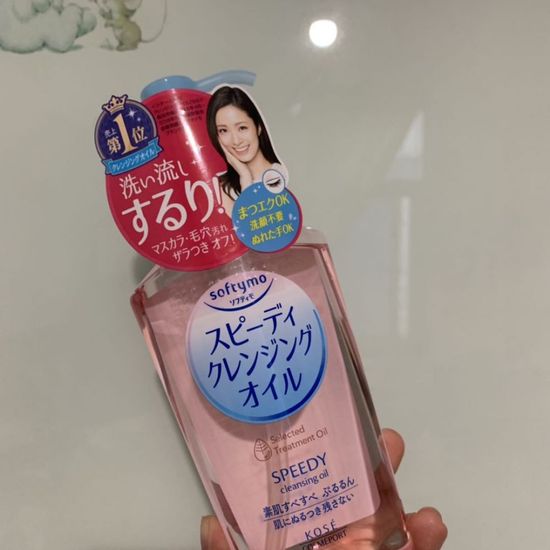 売上
第1位
クレンジングオイル
洗い流し
するり!
マスカラ・毛穴汚れ
ザラつきオフ!
まつエクOK
洗顔不要
ぬれた手OK
softymo
ソフティモ
スピーディ
クレンジング
オイル
Selected
Treatment Oil
SPEEDY
cleansing oil
素肌すべすべ ぷるるん
肌にぬるつき残さない
KOSÉ
COSMEPORT